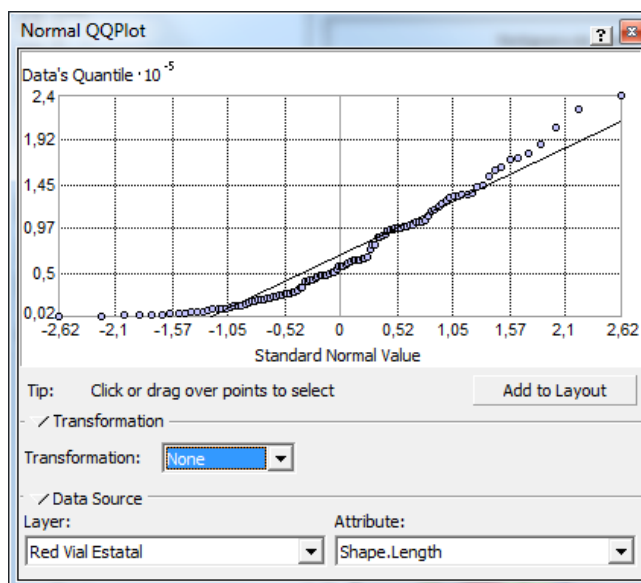 Normal QQPlot
?
Data's Quantile · 10 -5
2,4
1,92
1,45
0,97
0,5
0,02
-2,62 -2,1 -1,57 -1,05 -0,52 0 0,52 1,05 1,57 2,1 2,62
Standard Normal Value
Tip: Click or drag over points to select Add to Layout
Transformation
Transformation: None
Data Source
Layer: Attribute:
Red Vial Estatal Shape.Length